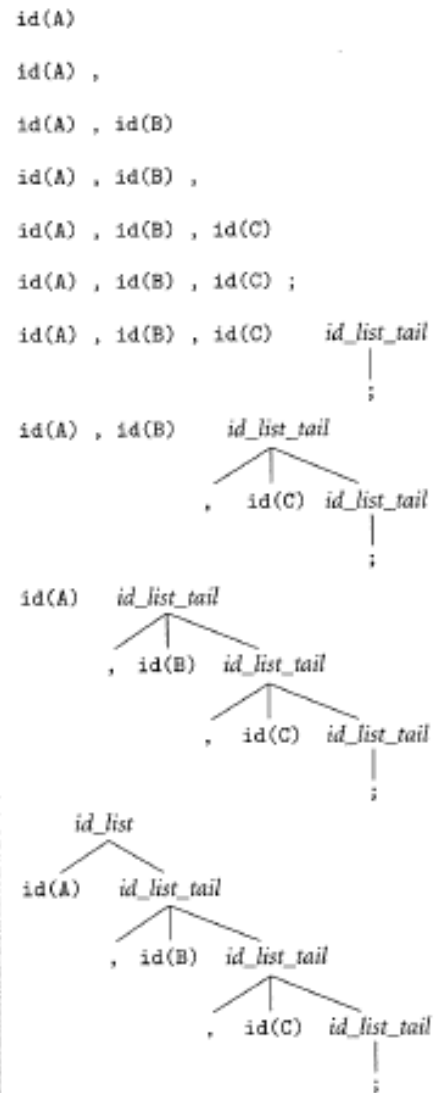 id(A)
id(A) ,
id(A) , id(B)
id(A) , id(B) ,
id(A) , id(B) , id(C)
id(A) , id(B) , id(C) ;
id(A) , id(B) , id(C) id_list_tail
;
id(A) , id(B) id_list_tail
, id(C) id_list_tail
;
id(A) id_list_tail
, id(B) id_list_tail
, id(C) id_list_tail
;
id_list
id(A) id_list_tail
, id(B) id_list_tail
, id(C) id_list_tail
;